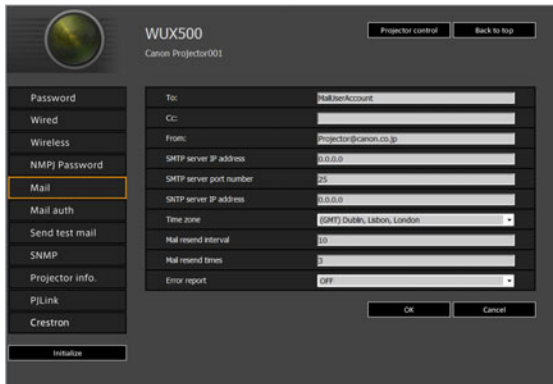 WUX500
Projector control
Back to top
Canon Projector001
Password
Wired
Wireless
NMPJ Password
Mail
Mail auth
Send test mail
SNMP
Projector info.
PJLink
Crestron
Initialize
To: MailUserAccount
Cc:
From: Projector@canon.co.jp
SMTP server IP address 0.0.0.0
SMTP server port number 25
SNTP server IP address 0.0.0.0
Time zone (GMT) Dublin, Lisbon, London
Mail resend interval 10
Mail resend times 3
Error report OFF
OK Cancel